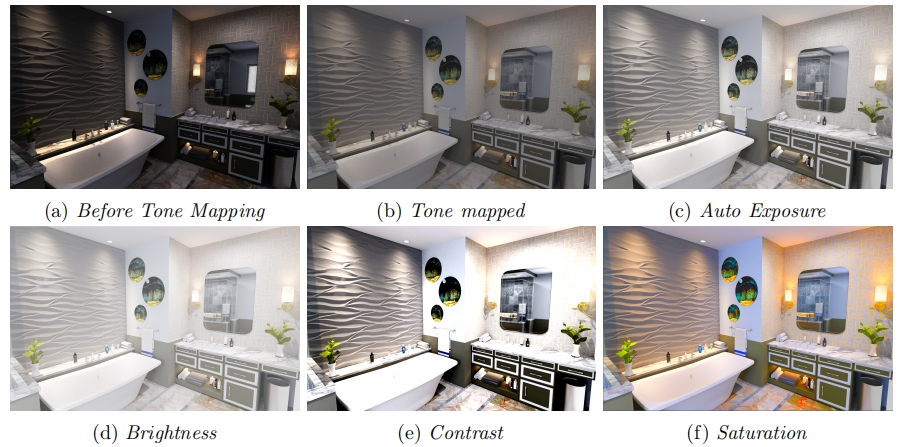 (a) Before Tone Mapping
(b) Tone mapped
(c) Auto Exposure
(d) Brightness
(e) Contrast
(f) Saturation